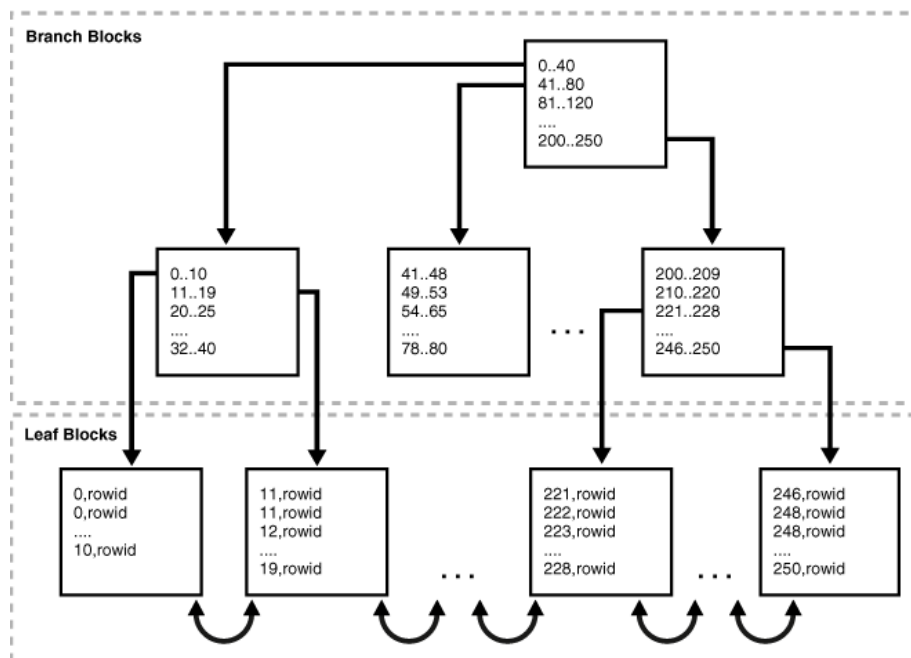 Branch Blocks
0..40
41..80
81..120
....
200..250
0..10
11..19
20..25
....
32..40
41..48
49..53
54..65
....
78..80
...
200..209
210..220
221..228
....
246..250
Leaf Blocks
0,rowid
0,rowid
....
10,rowid
11,rowid
11,rowid
12,rowid
....
19,rowid
...
221,rowid
222,rowid
223,rowid
....
228,rowid
...
246,rowid
248,rowid
248,rowid
....
250,rowid